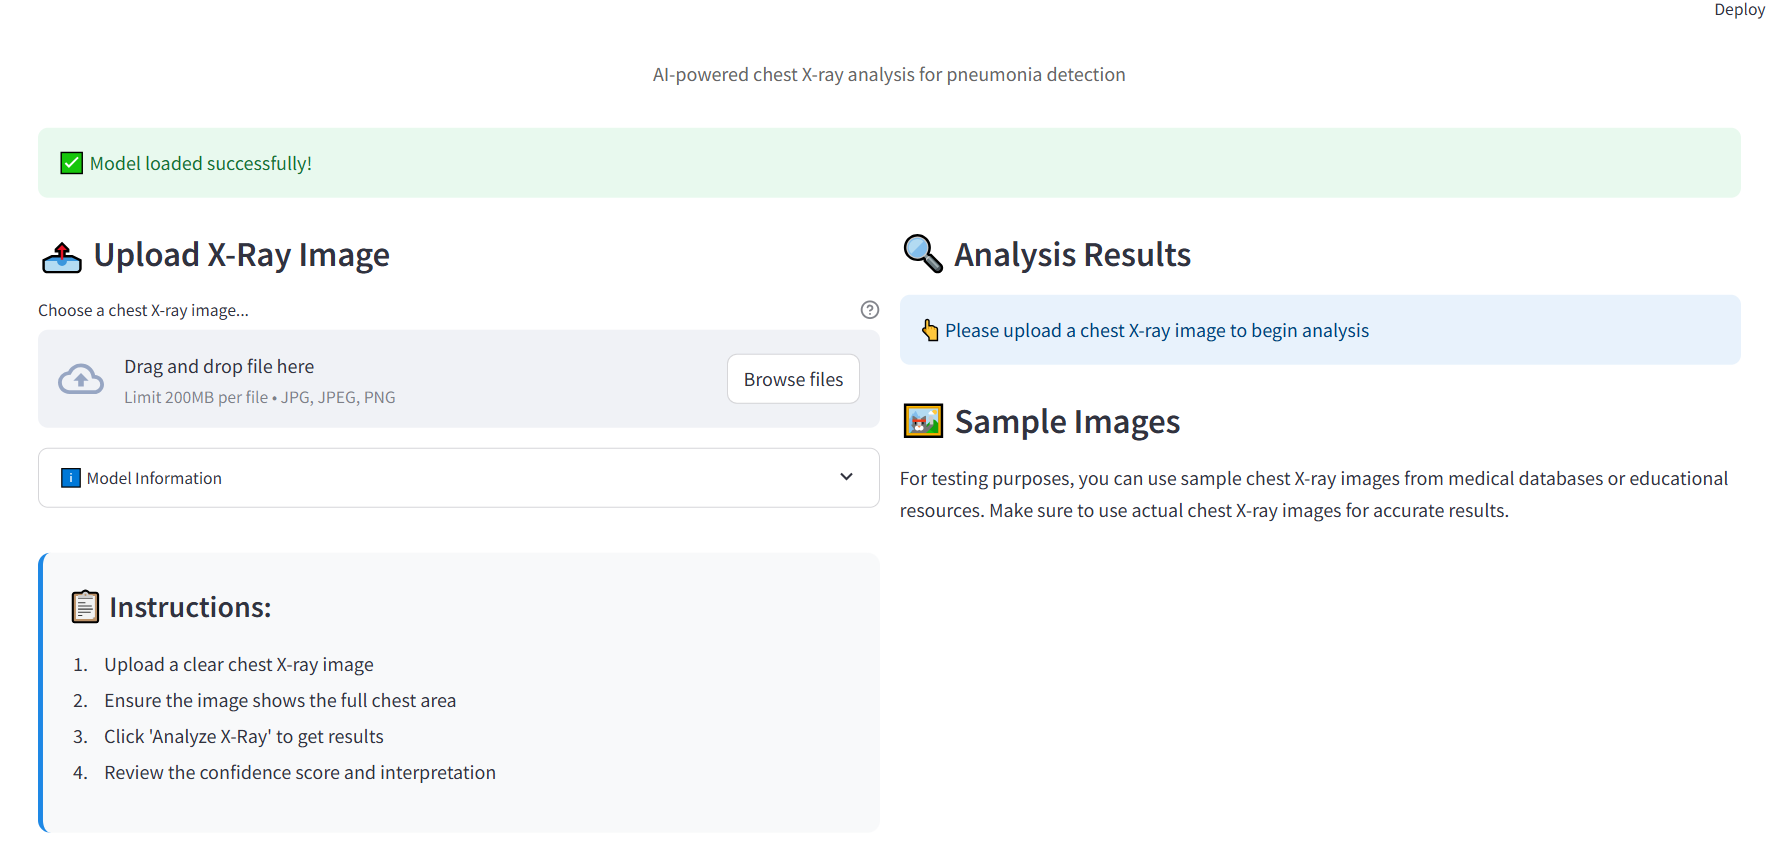 Deploy
AI-powered chest X-ray analysis for pneumonia detection
✅ Model loaded successfully!
📤 Upload X-Ray Image
Choose a chest X-ray image...
Drag and drop file here
Limit 200MB per file • JPG, JPEG, PNG
Browse files
ℹ️ Model Information
📋 Instructions:
1. Upload a clear chest X-ray image
2. Ensure the image shows the full chest area
3. Click 'Analyze X-Ray' to get results
4. Review the confidence score and interpretation
🔍 Analysis Results
👆 Please upload a chest X-ray image to begin analysis
🖼️ Sample Images
For testing purposes, you can use sample chest X-ray images from medical databases or educational
resources. Make sure to use actual chest X-ray images for accurate results.